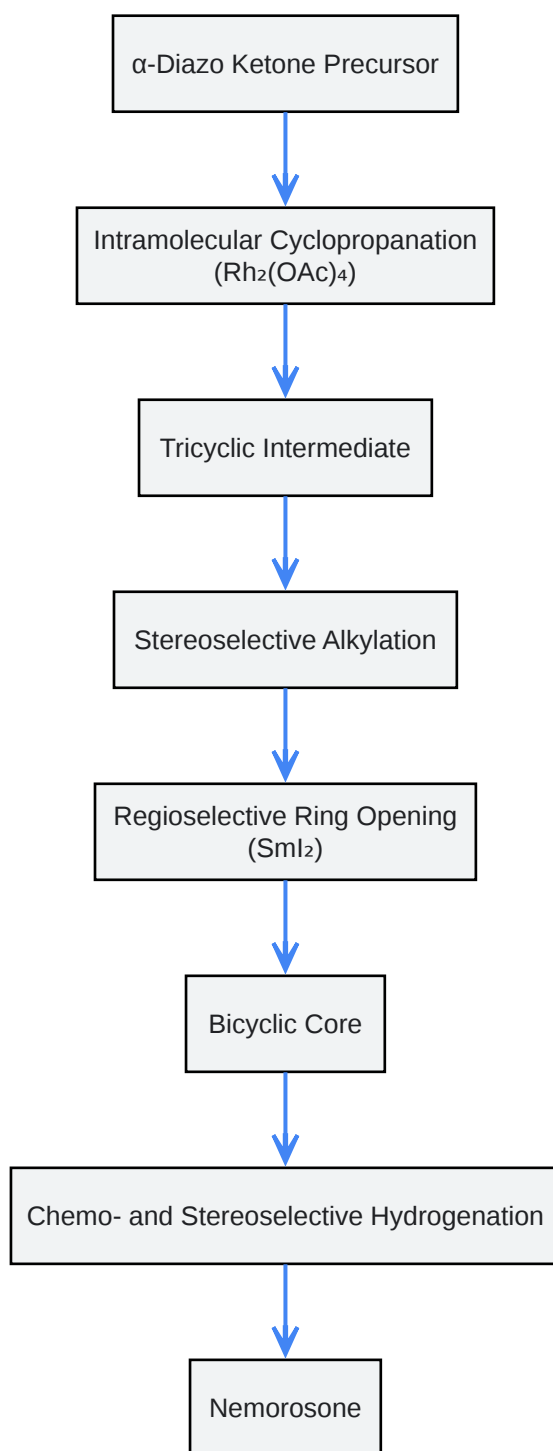 α-Diazo Ketone Precursor
Intramolecular Cyclopropanation
(Rh₂(OAc)₄)
Tricyclic Intermediate
Stereoselective Alkylation
Regioselective Ring Opening
(SmI₂)
Bicyclic Core
Chemo- and Stereoselective Hydrogenation
Nemorosone